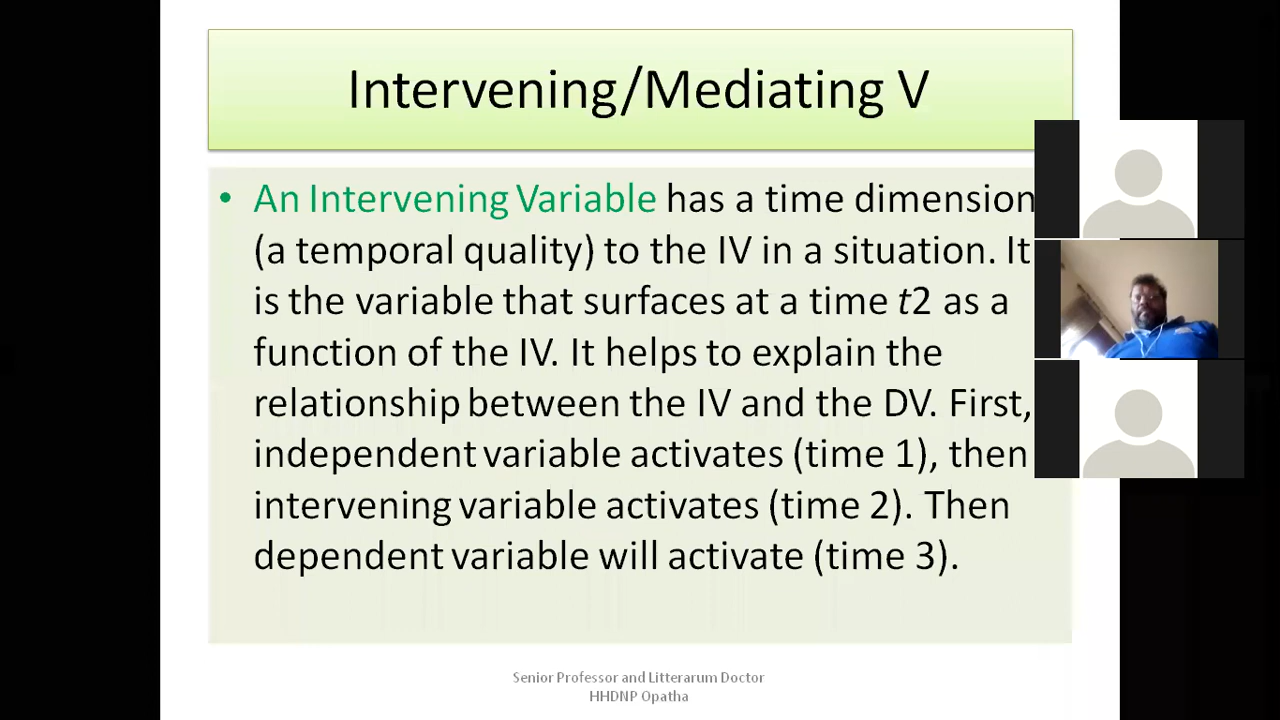 Intervening/Mediating V
• An Intervening Variable has a time dimension
(a temporal quality) to the IV in a situation. It
is the variable that surfaces at a time t2 as a
function of the IV. It helps to explain the
relationship between the IV and the DV. First,
independent variable activates (time 1), then
intervening variable activates (time 2). Then
dependent variable will activate (time 3).
Senior Professor and Litterarum Doctor
HHDNP Opatha